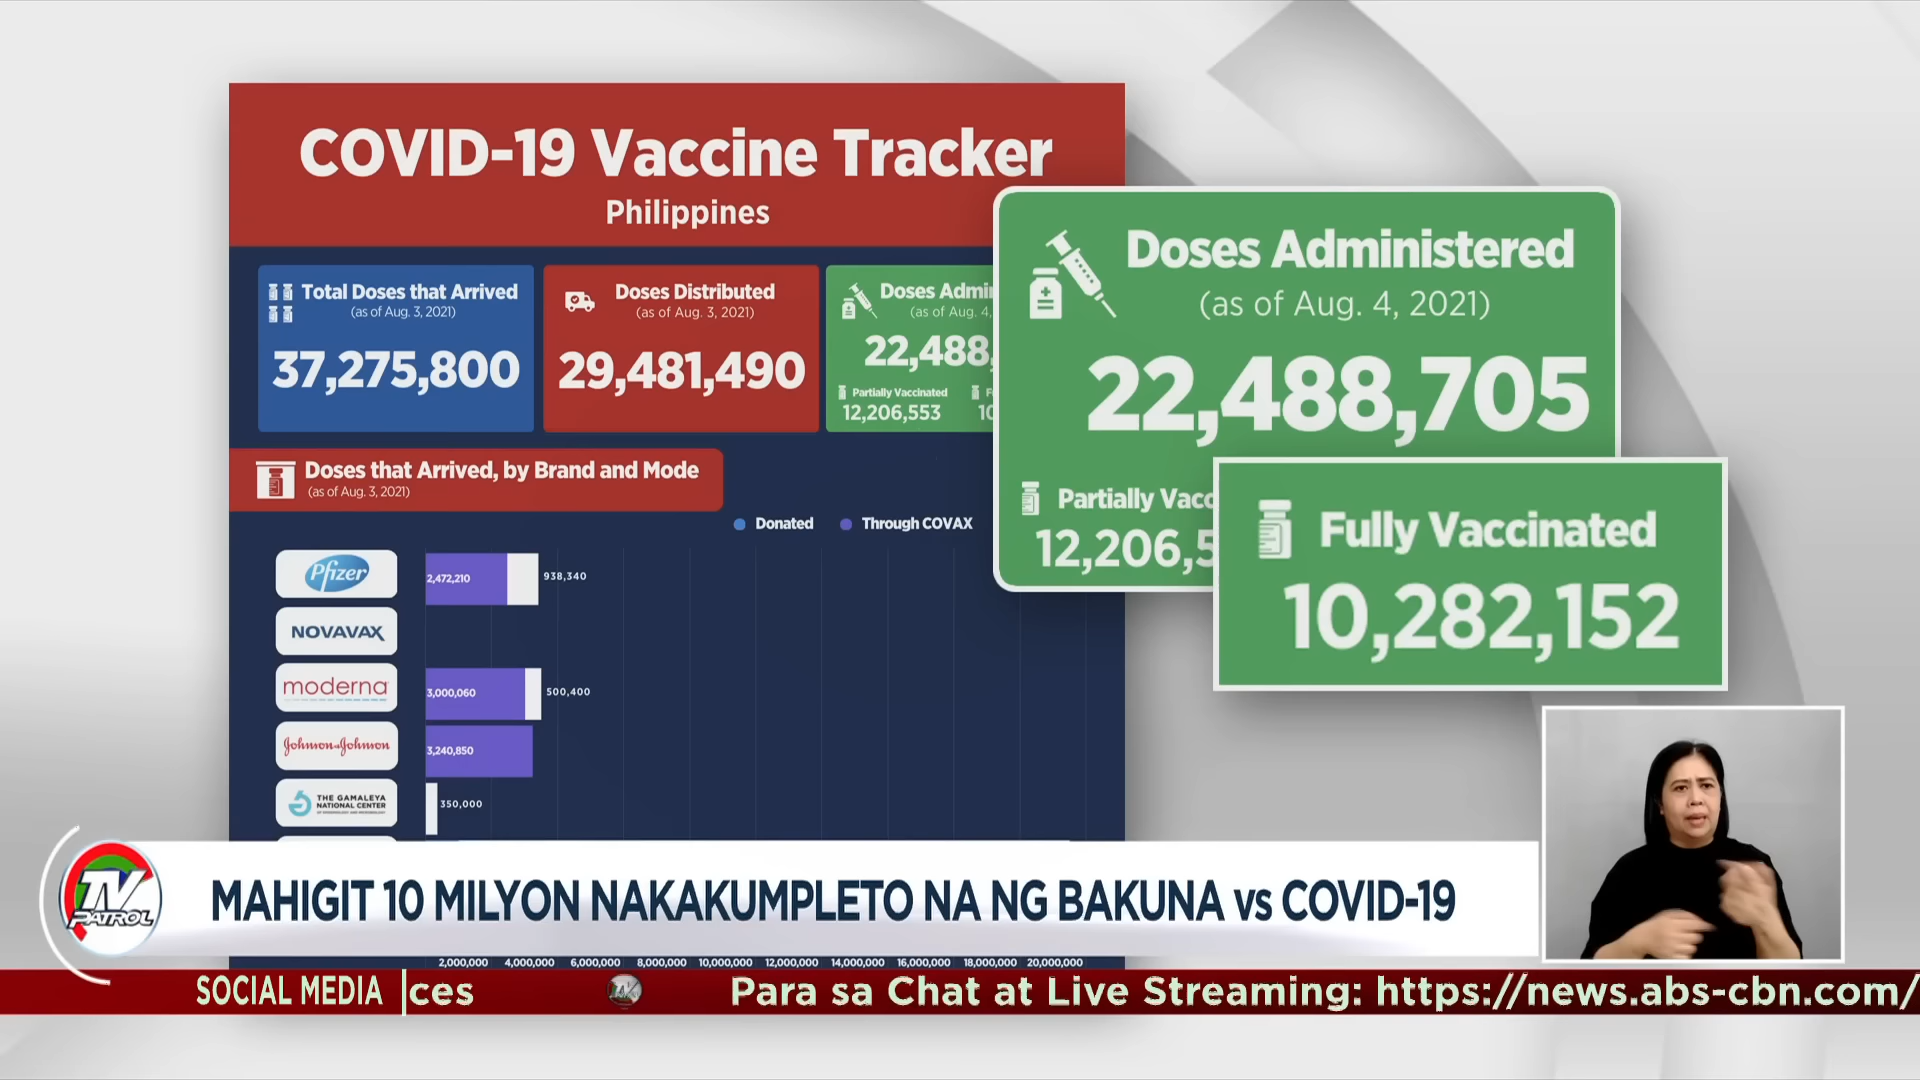 COVID-19 Vaccine Tracker
Philippines
Total Doses that Arrived
(as of Aug. 3, 2021)
37,275,800
Doses Distributed
(as of Aug. 3, 2021)
29,481,490
Doses Admi
(as of Aug. 4,
22,488,
Partially Vaccinated
12,206,553
10
Doses Administered
(as of Aug. 4, 2021)
22,488,705
Partially Vacc
12,206,5
Fully Vaccinated
10,282,152
Doses that Arrived, by Brand and Mode
(as of Aug. 3, 2021)
Donated
Through COVAX
Pfizer
2,472,210
938,340
NOVAVAX
moderna
3,000,060
500,400
Johnson & Johnson
3,240,850
THE GAMALEYA
NATIONAL CENTER
350,000
TV
PATROL
MAHIGIT 10 MILYON NAKAKUMPLETO NA NG BAKUNA vs COVID-19
2,000,000 4,000,000 6,000,000 8,000,000 10,000,000 12,000,000 14,000,000 16,000,000 18,000,000 20,000,000
SOCIAL MEDIA ces Para sa Chat at Live Streaming: https://news.abs-cbn.com/